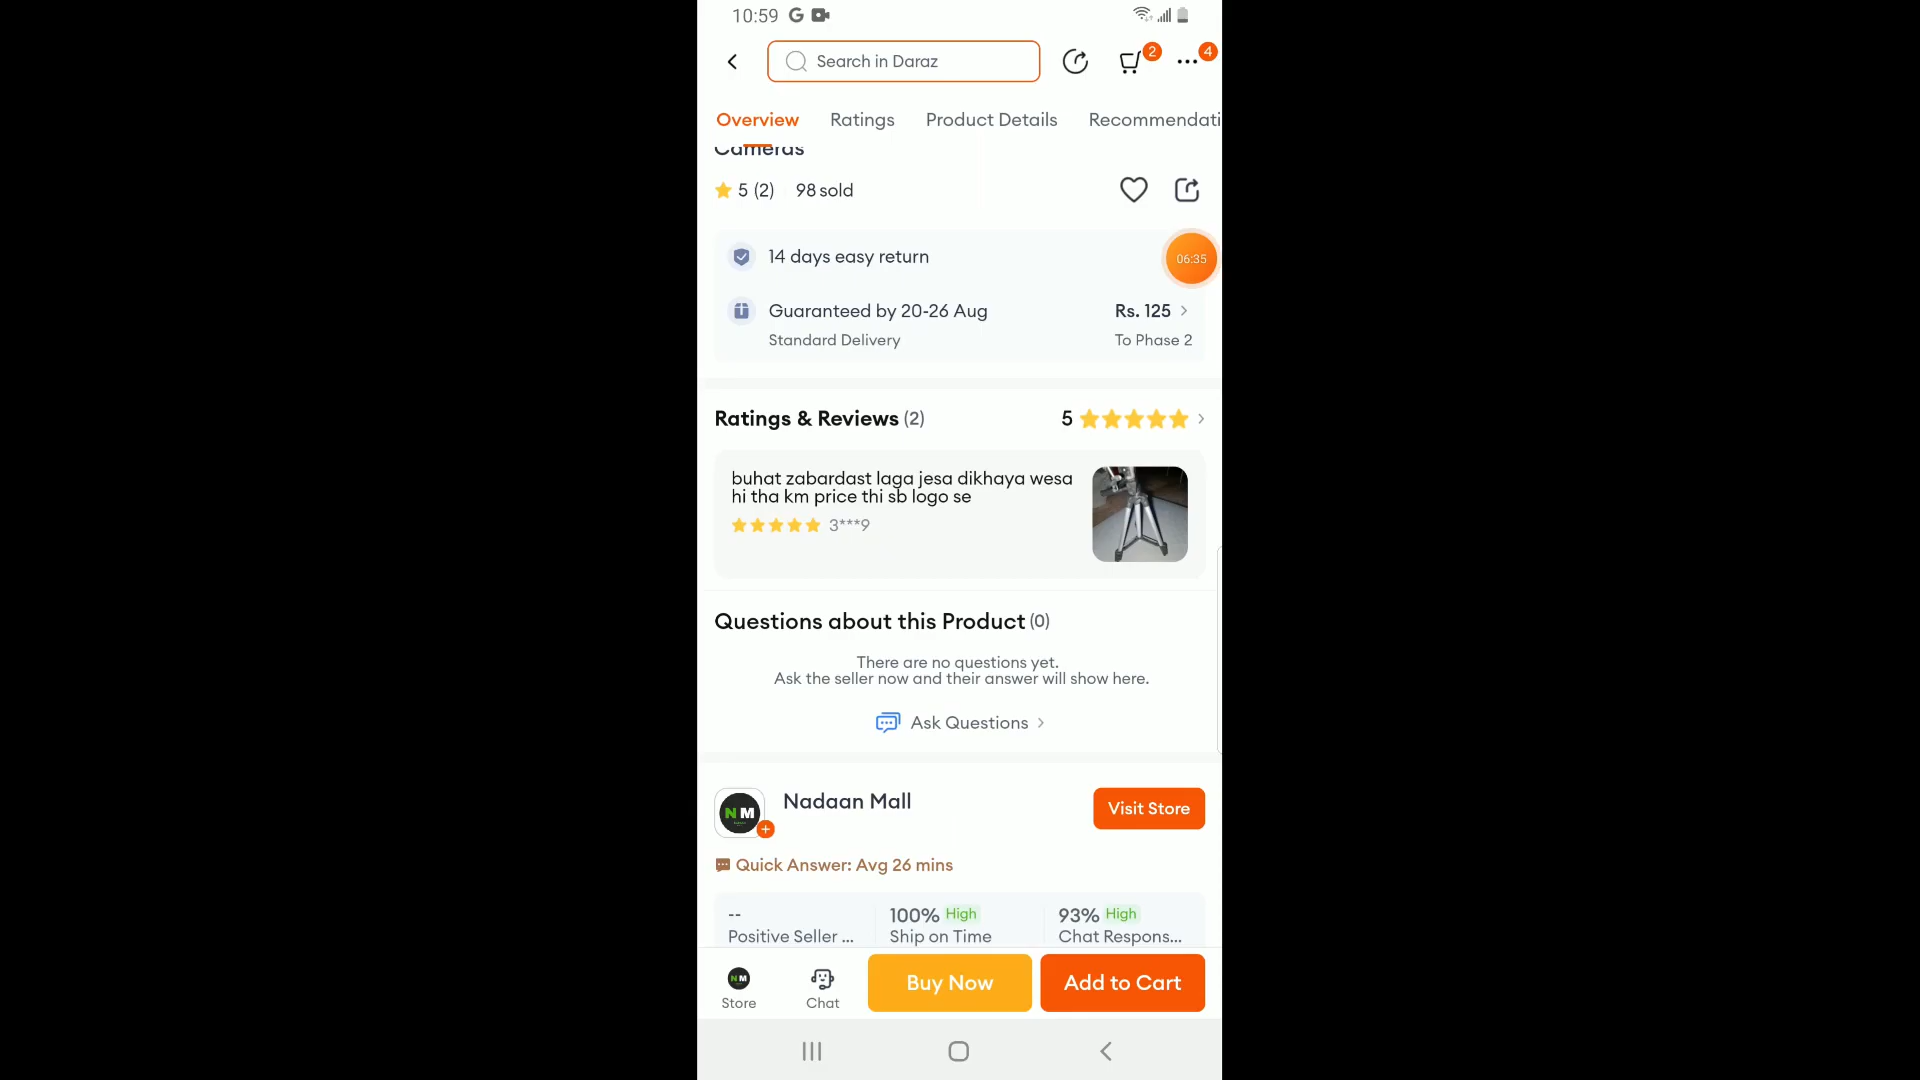 10:59
Search in Daraz
2
4
Overview Ratings Product Details Recommendati
Cameras
5 (2) 98 sold
14 days easy return
06:35
Guaranteed by 20-26 Aug Rs. 125
Standard Delivery To Phase 2
Ratings & Reviews (2) 5
buhat zabardast laga jesa dikhaya wesa
hi tha km price thi sb logo se
3***9
Questions about this Product (0)
There are no questions yet.
Ask the seller now and their answer will show here.
Ask Questions
NM
Nadaan Mall
Visit Store
Quick Answer: Avg 26 mins
-- 100% High 93% High
Positive Seller ... Ship on Time Chat Respons...
NM
Store Chat Buy Now Add to Cart